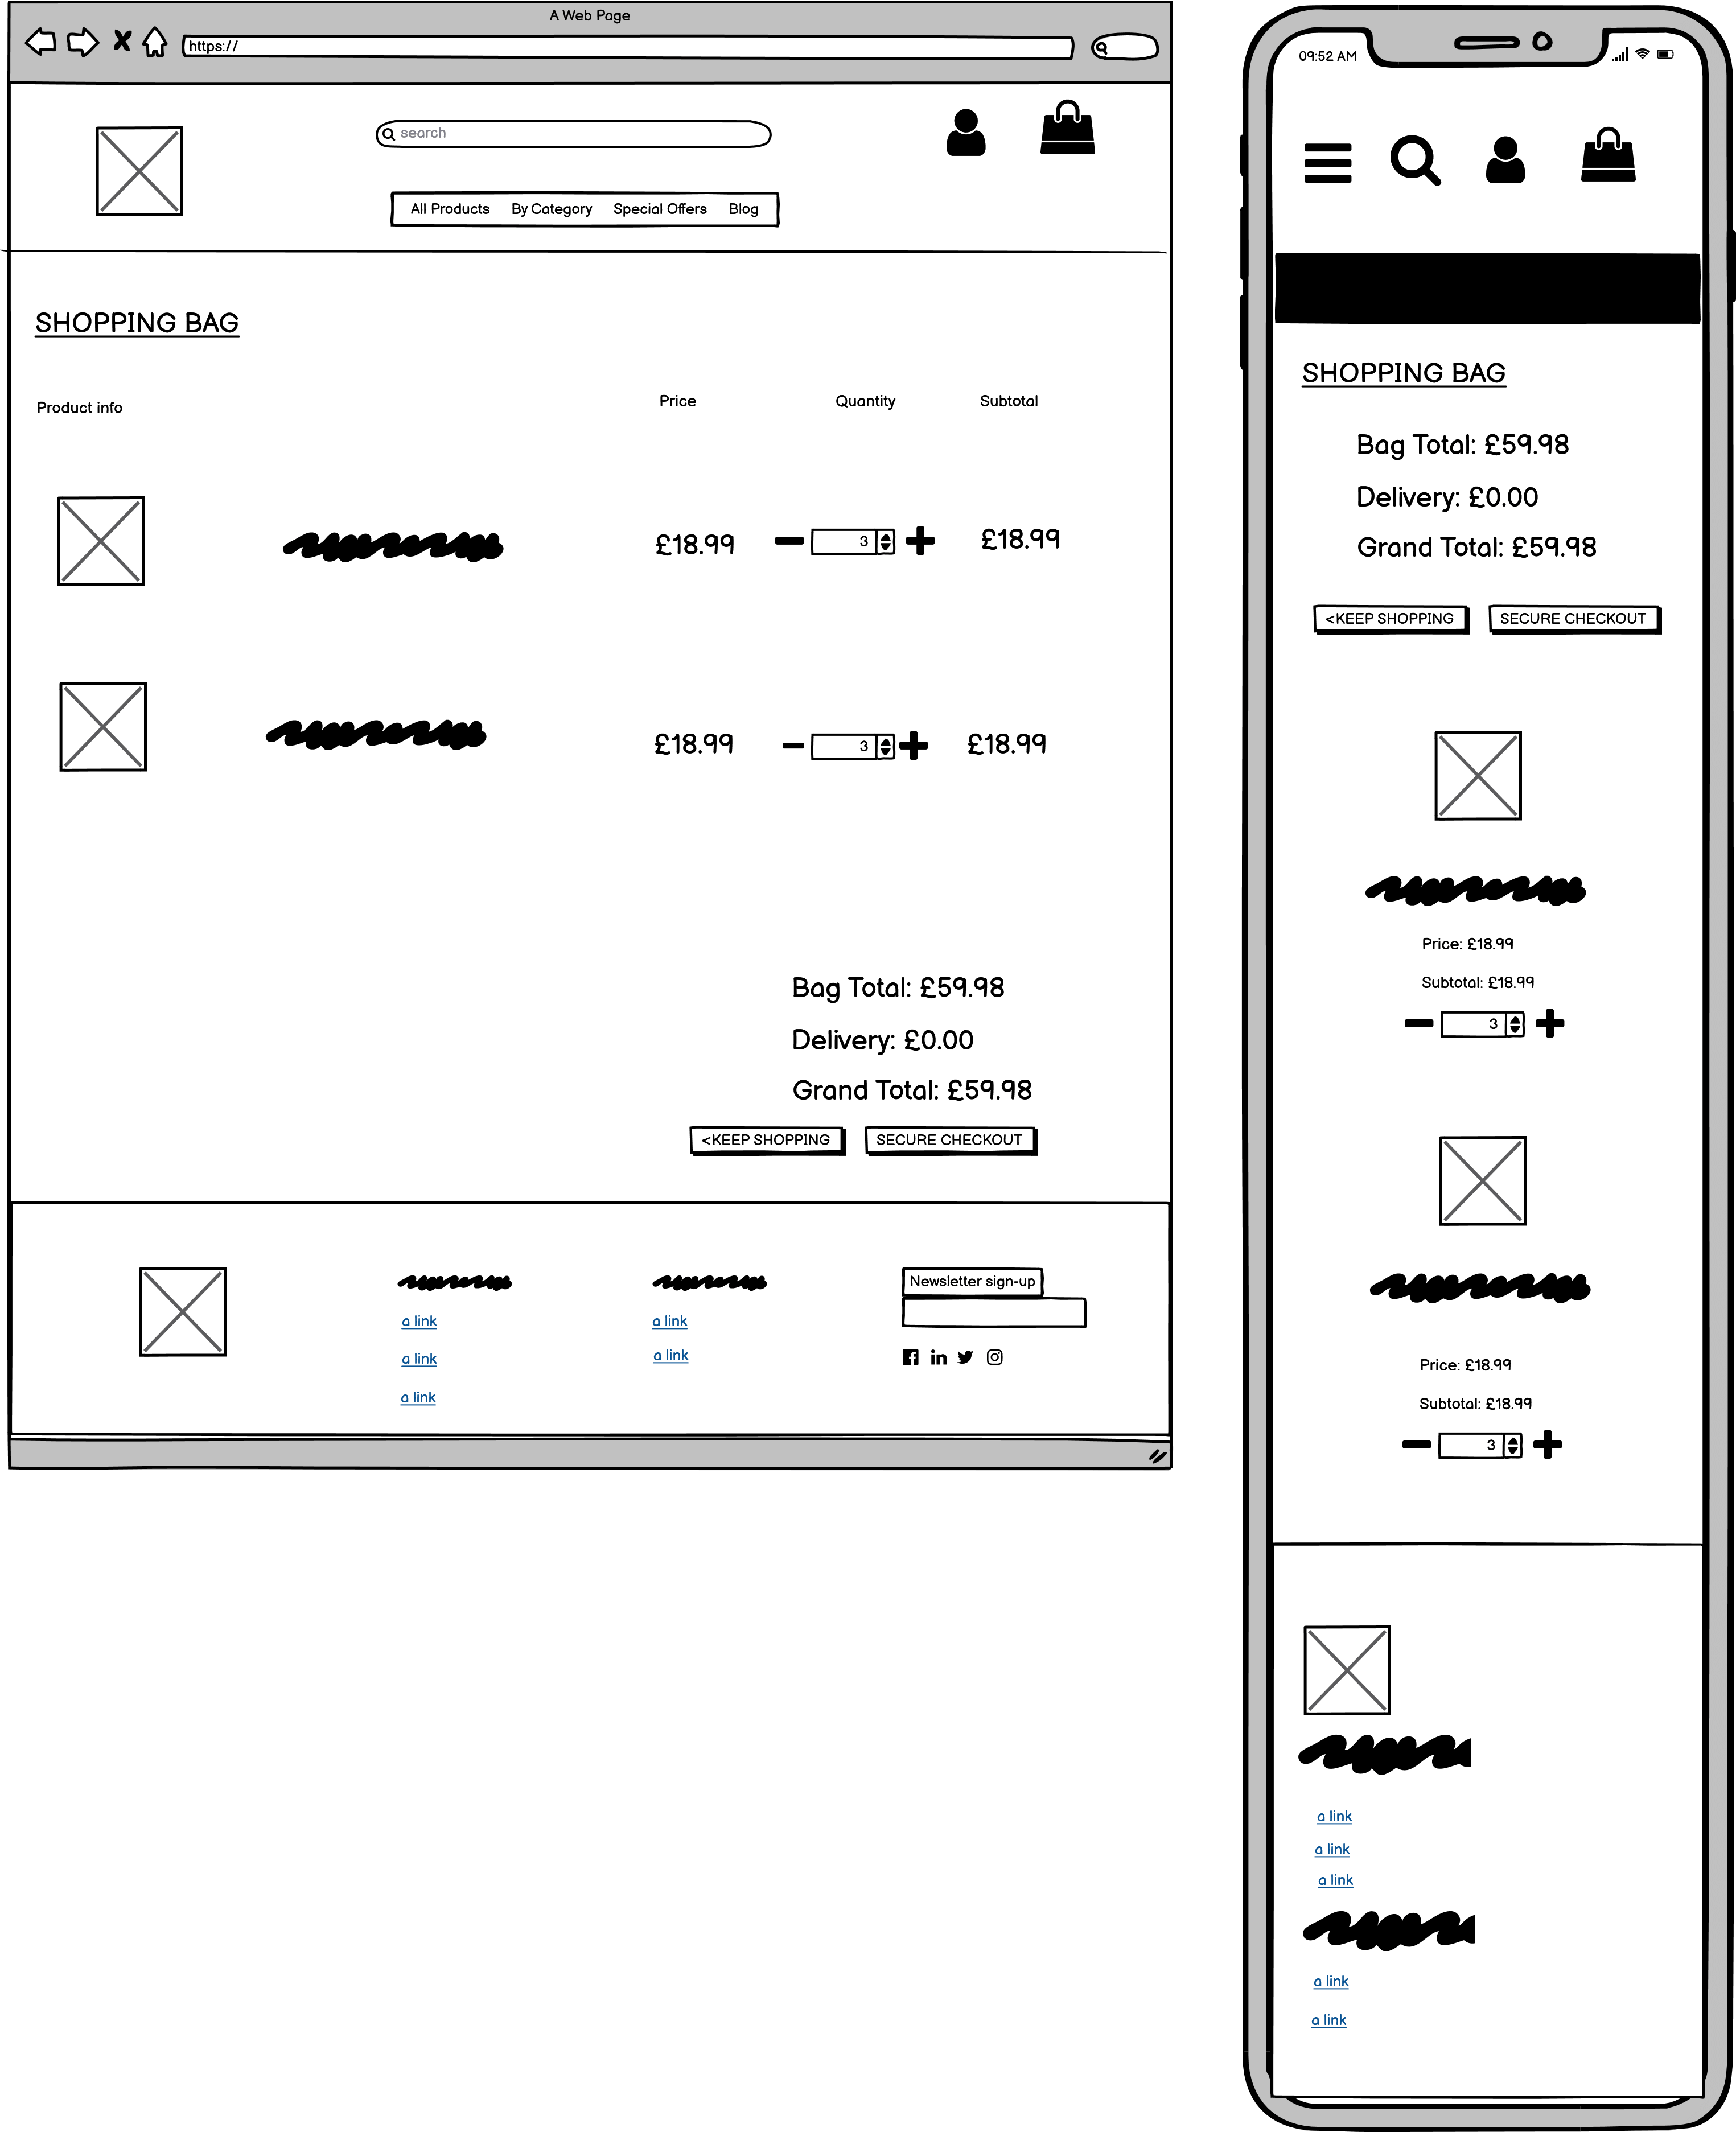 A Web Page
https://
search
All Products By Category Special Offers Blog
SHOPPING BAG
Product info Price Quantity Subtotal
£18.99 3 £18.99
£18.99 3 £18.99
Bag Total: £59.98
Delivery: £0.00
Grand Total: £59.98
<KEEP SHOPPING SECURE CHECKOUT
Newsletter sign-up
a link a link
a link a link
a link
09:52 AM
SHOPPING BAG
Bag Total: £59.98
Delivery: £0.00
Grand Total: £59.98
<KEEP SHOPPING SECURE CHECKOUT
Price: £18.99
Subtotal: £18.99
3
Price: £18.99
Subtotal: £18.99
3
a link
a link
a link
a link
a link